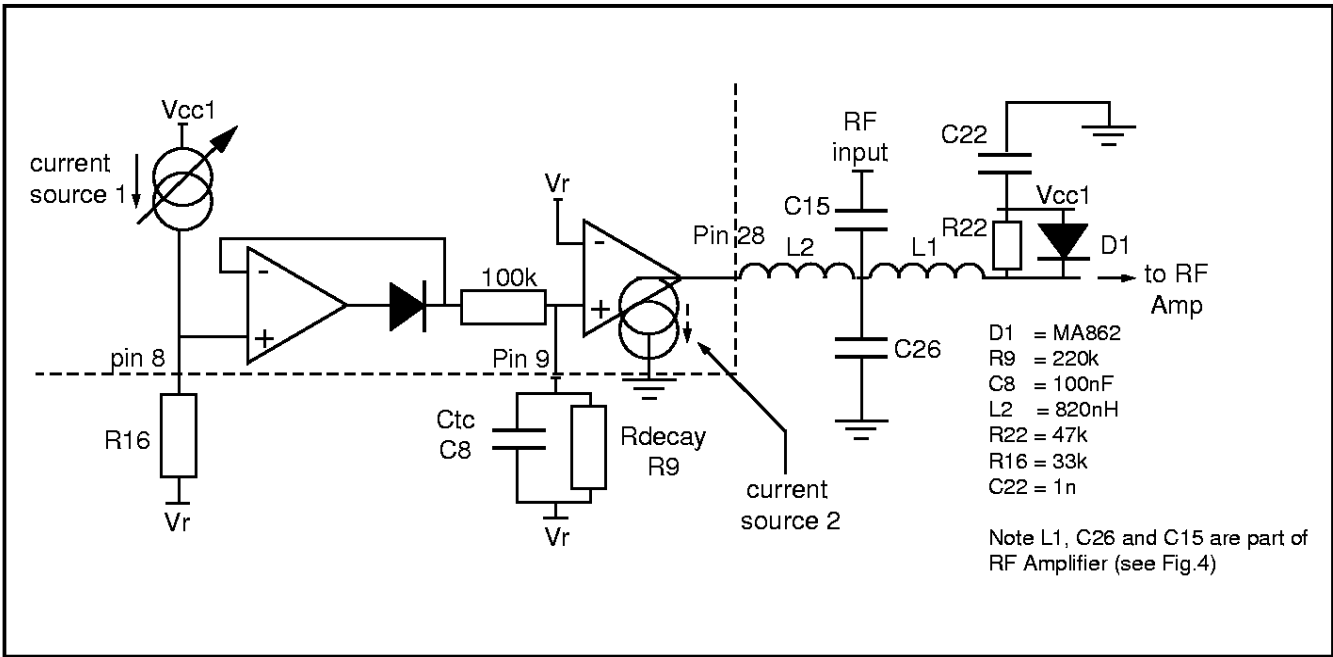 Vcc1
current
source 1
pin 8
R16
Vr
-
+
100k
Pin 9
Ctc
C8
Rdecay
R9
Vr
Vr
-
+
current
source 2
Pin 28
L2
RF
input
C15
L1
C26
C22
Vcc1
R22
D1
to RF
Amp
D1 = MA862
R9 = 220k
C8 = 100nF
L2 = 820nH
R22 = 47k
R16 = 33k
C22 = 1n
Note L1, C26 and C15 are part of
RF Amplifier (see Fig.4)